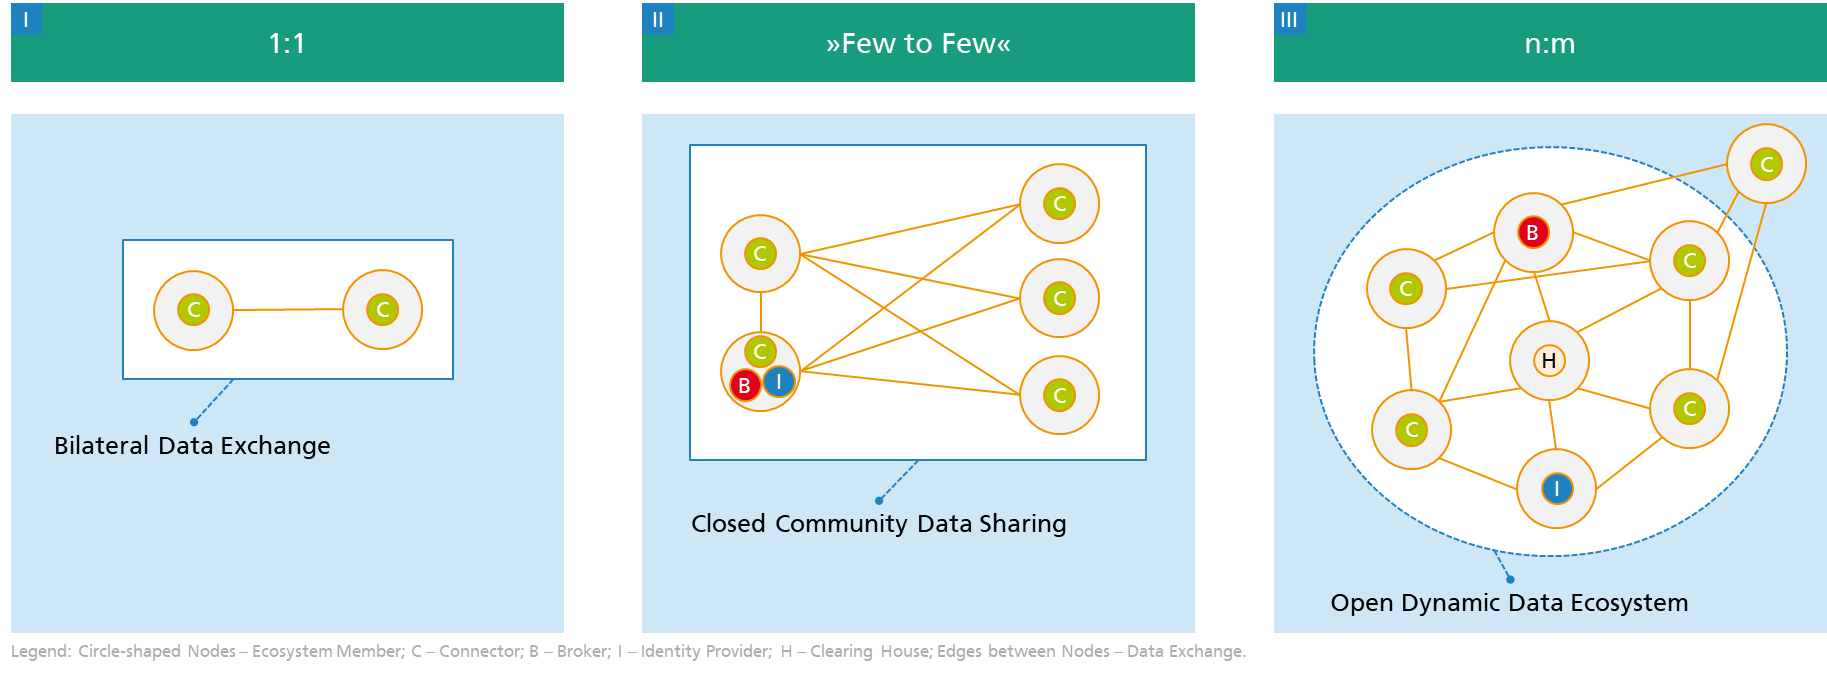 I
1:1
C
C
Bilateral Data Exchange
II
»Few to Few«
C
C
C
C
B
I
C
Closed Community Data Sharing
III
n:m
C
B
C
C
H
C
C
I
Open Dynamic Data Ecosystem
Legend: Circle-shaped Nodes – Ecosystem Member; C – Connector; B – Broker; I – Identity Provider; H – Clearing House; Edges between Nodes – Data Exchange.